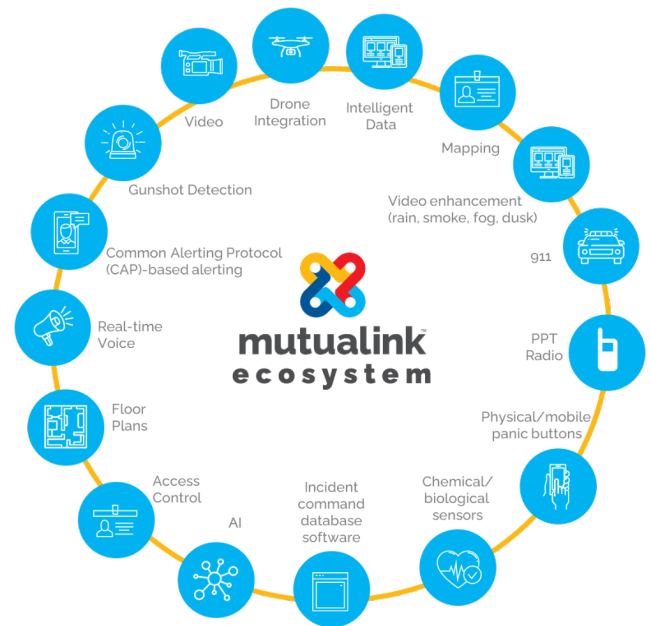 Video
Drone
Integration
Intelligent
Data
Mapping
Video enhancement
(rain, smoke, fog, dusk)
911
PPT
Radio
Physical/mobile
panic buttons
Chemical/
biological
sensors
Incident
command
database
software
AI
Access
Control
Floor
Plans
Real-time
Voice
Common Alerting Protocol
(CAP)-based alerting
Gunshot Detection
mutualink™
ecosystem